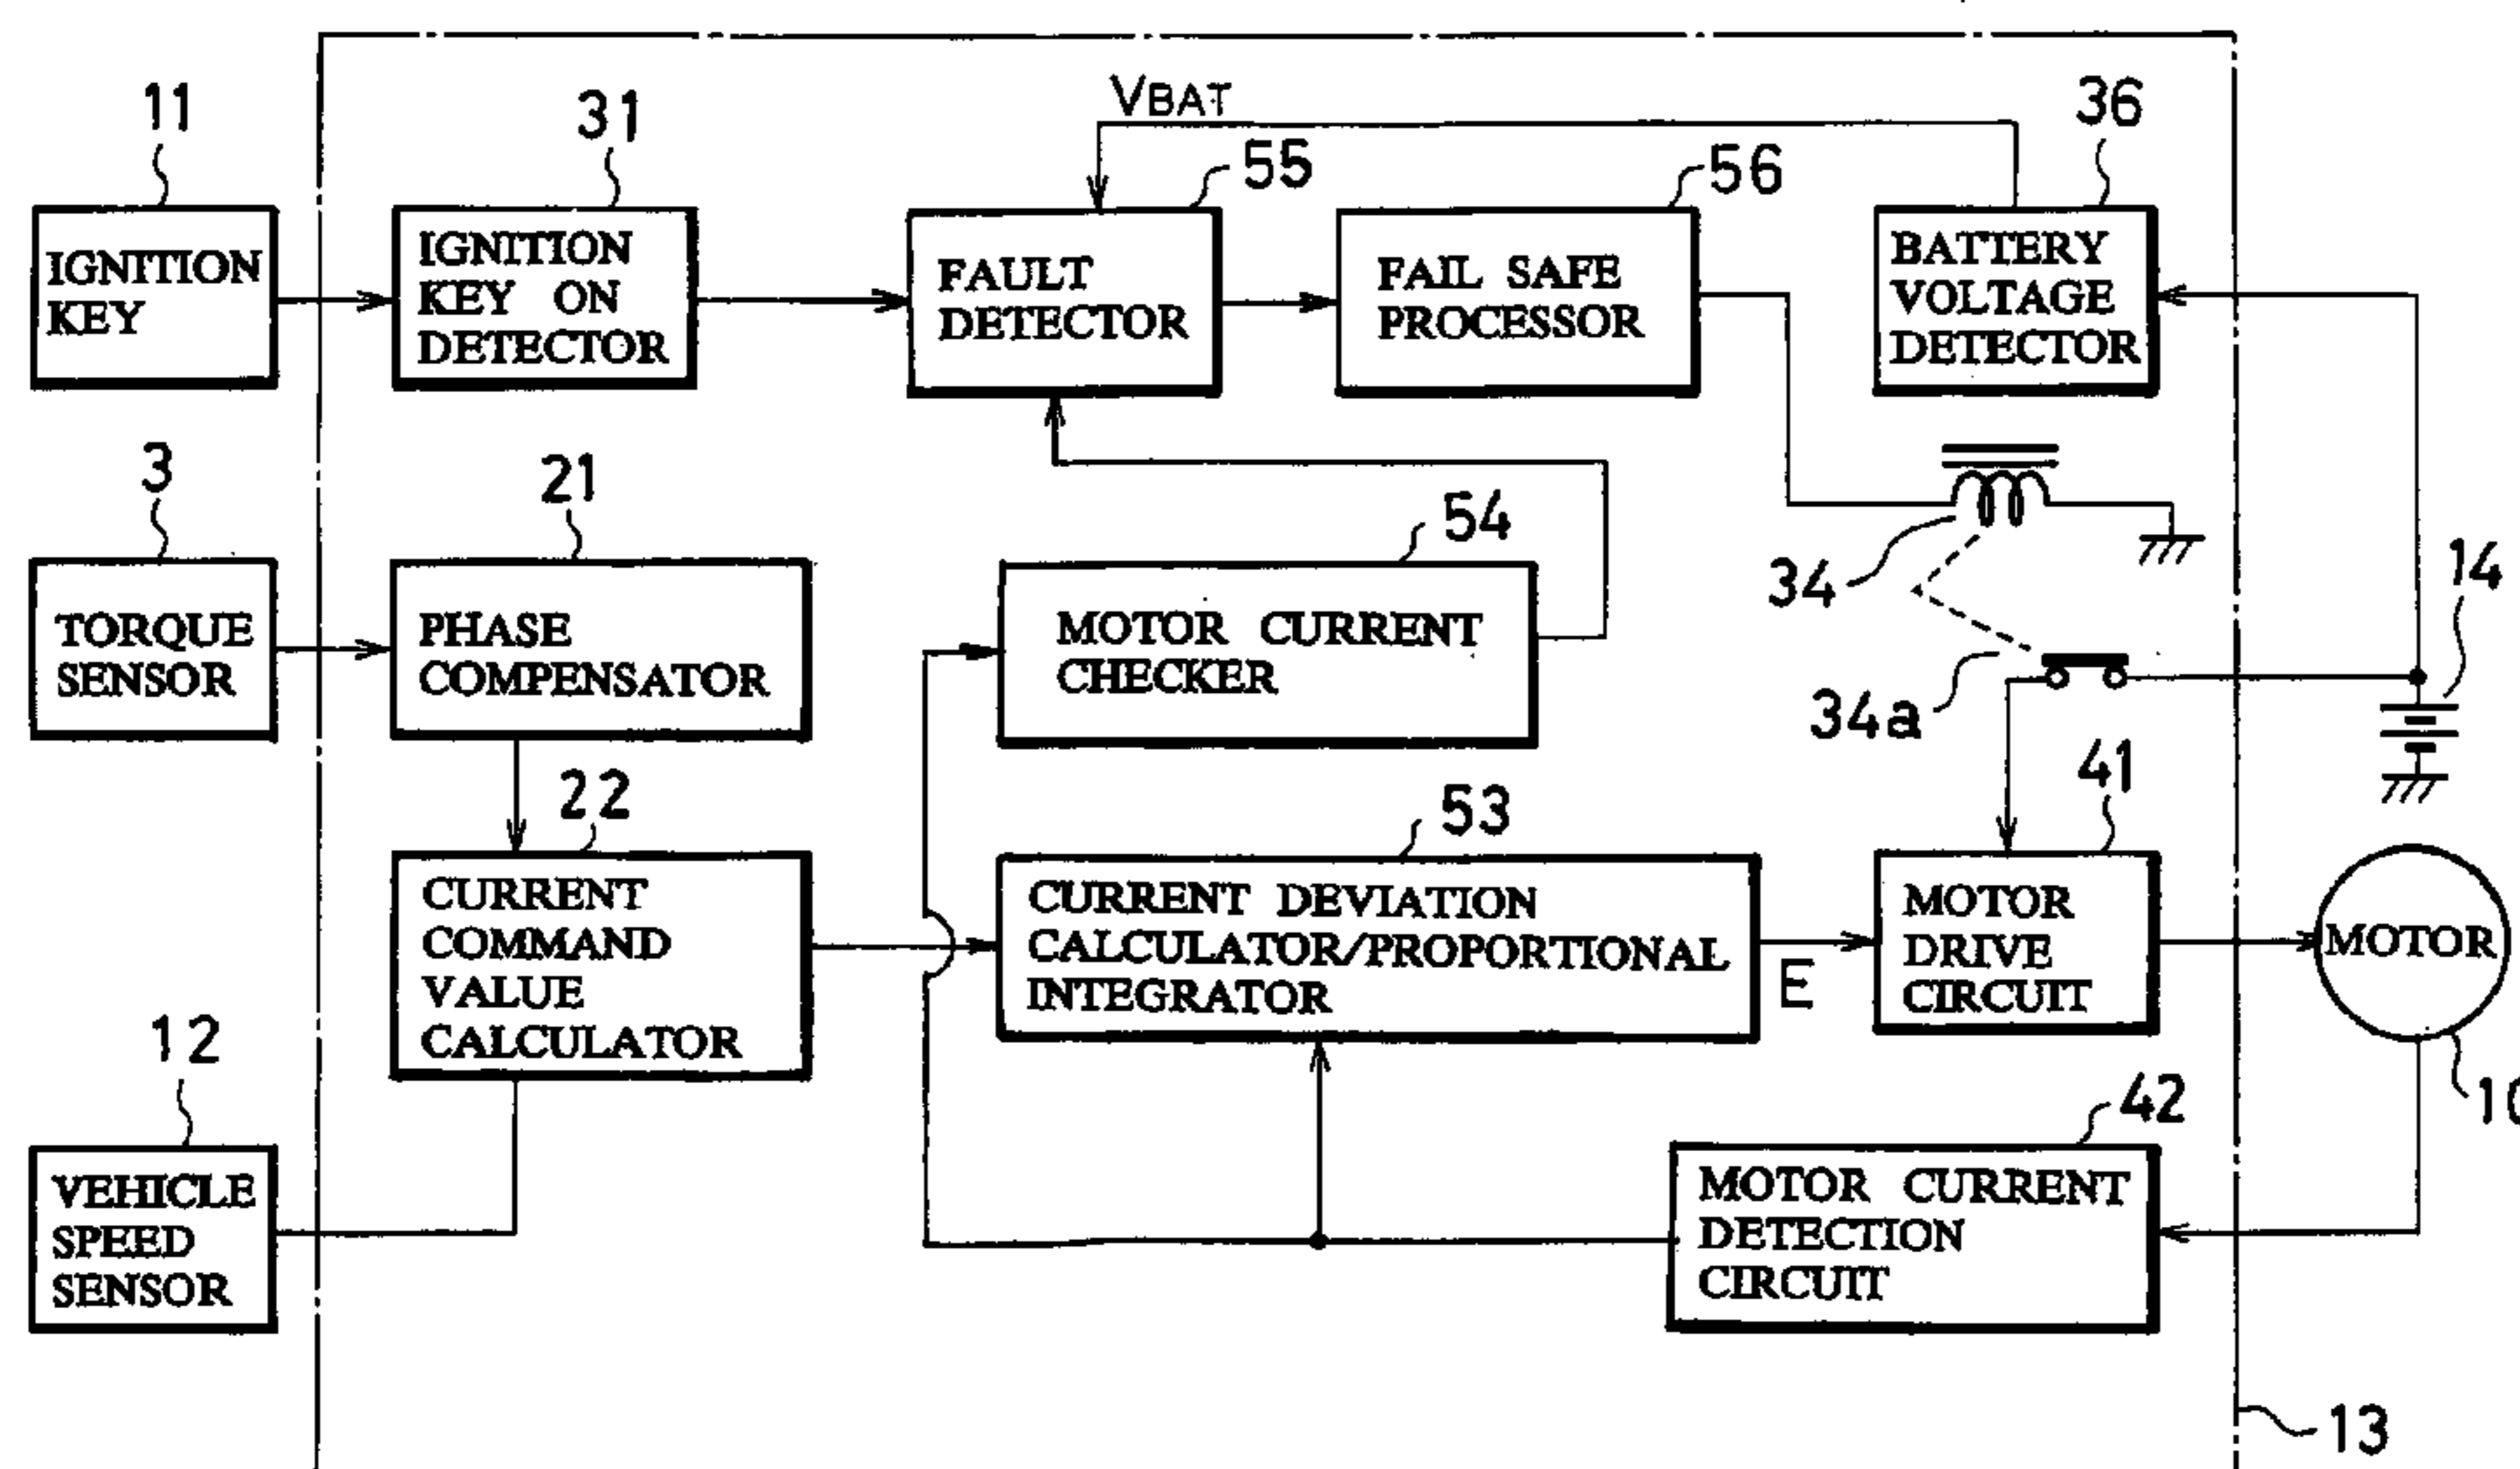 VBAT
11
31
55
56
36
IGNITION
KEY
IGNITION
KEY ON
DETECTOR
FAULT
DETECTOR
FAIL SAFE
PROCESSOR
BATTERY
VOLTAGE
DETECTOR
3
21
54
34
14
TORQUE
SENSOR
PHASE
COMPENSATOR
MOTOR CURRENT
CHECKER
34a
22
53
41
CURRENT
COMMAND
VALUE
CALCULATOR
CURRENT DEVIATION
CALCULATOR/PROPORTIONAL
INTEGRATOR
E
MOTOR
DRIVE
CIRCUIT
MOTOR
12
42
VEHICLE
SPEED
SENSOR
MOTOR CURRENT
DETECTION
CIRCUIT
13